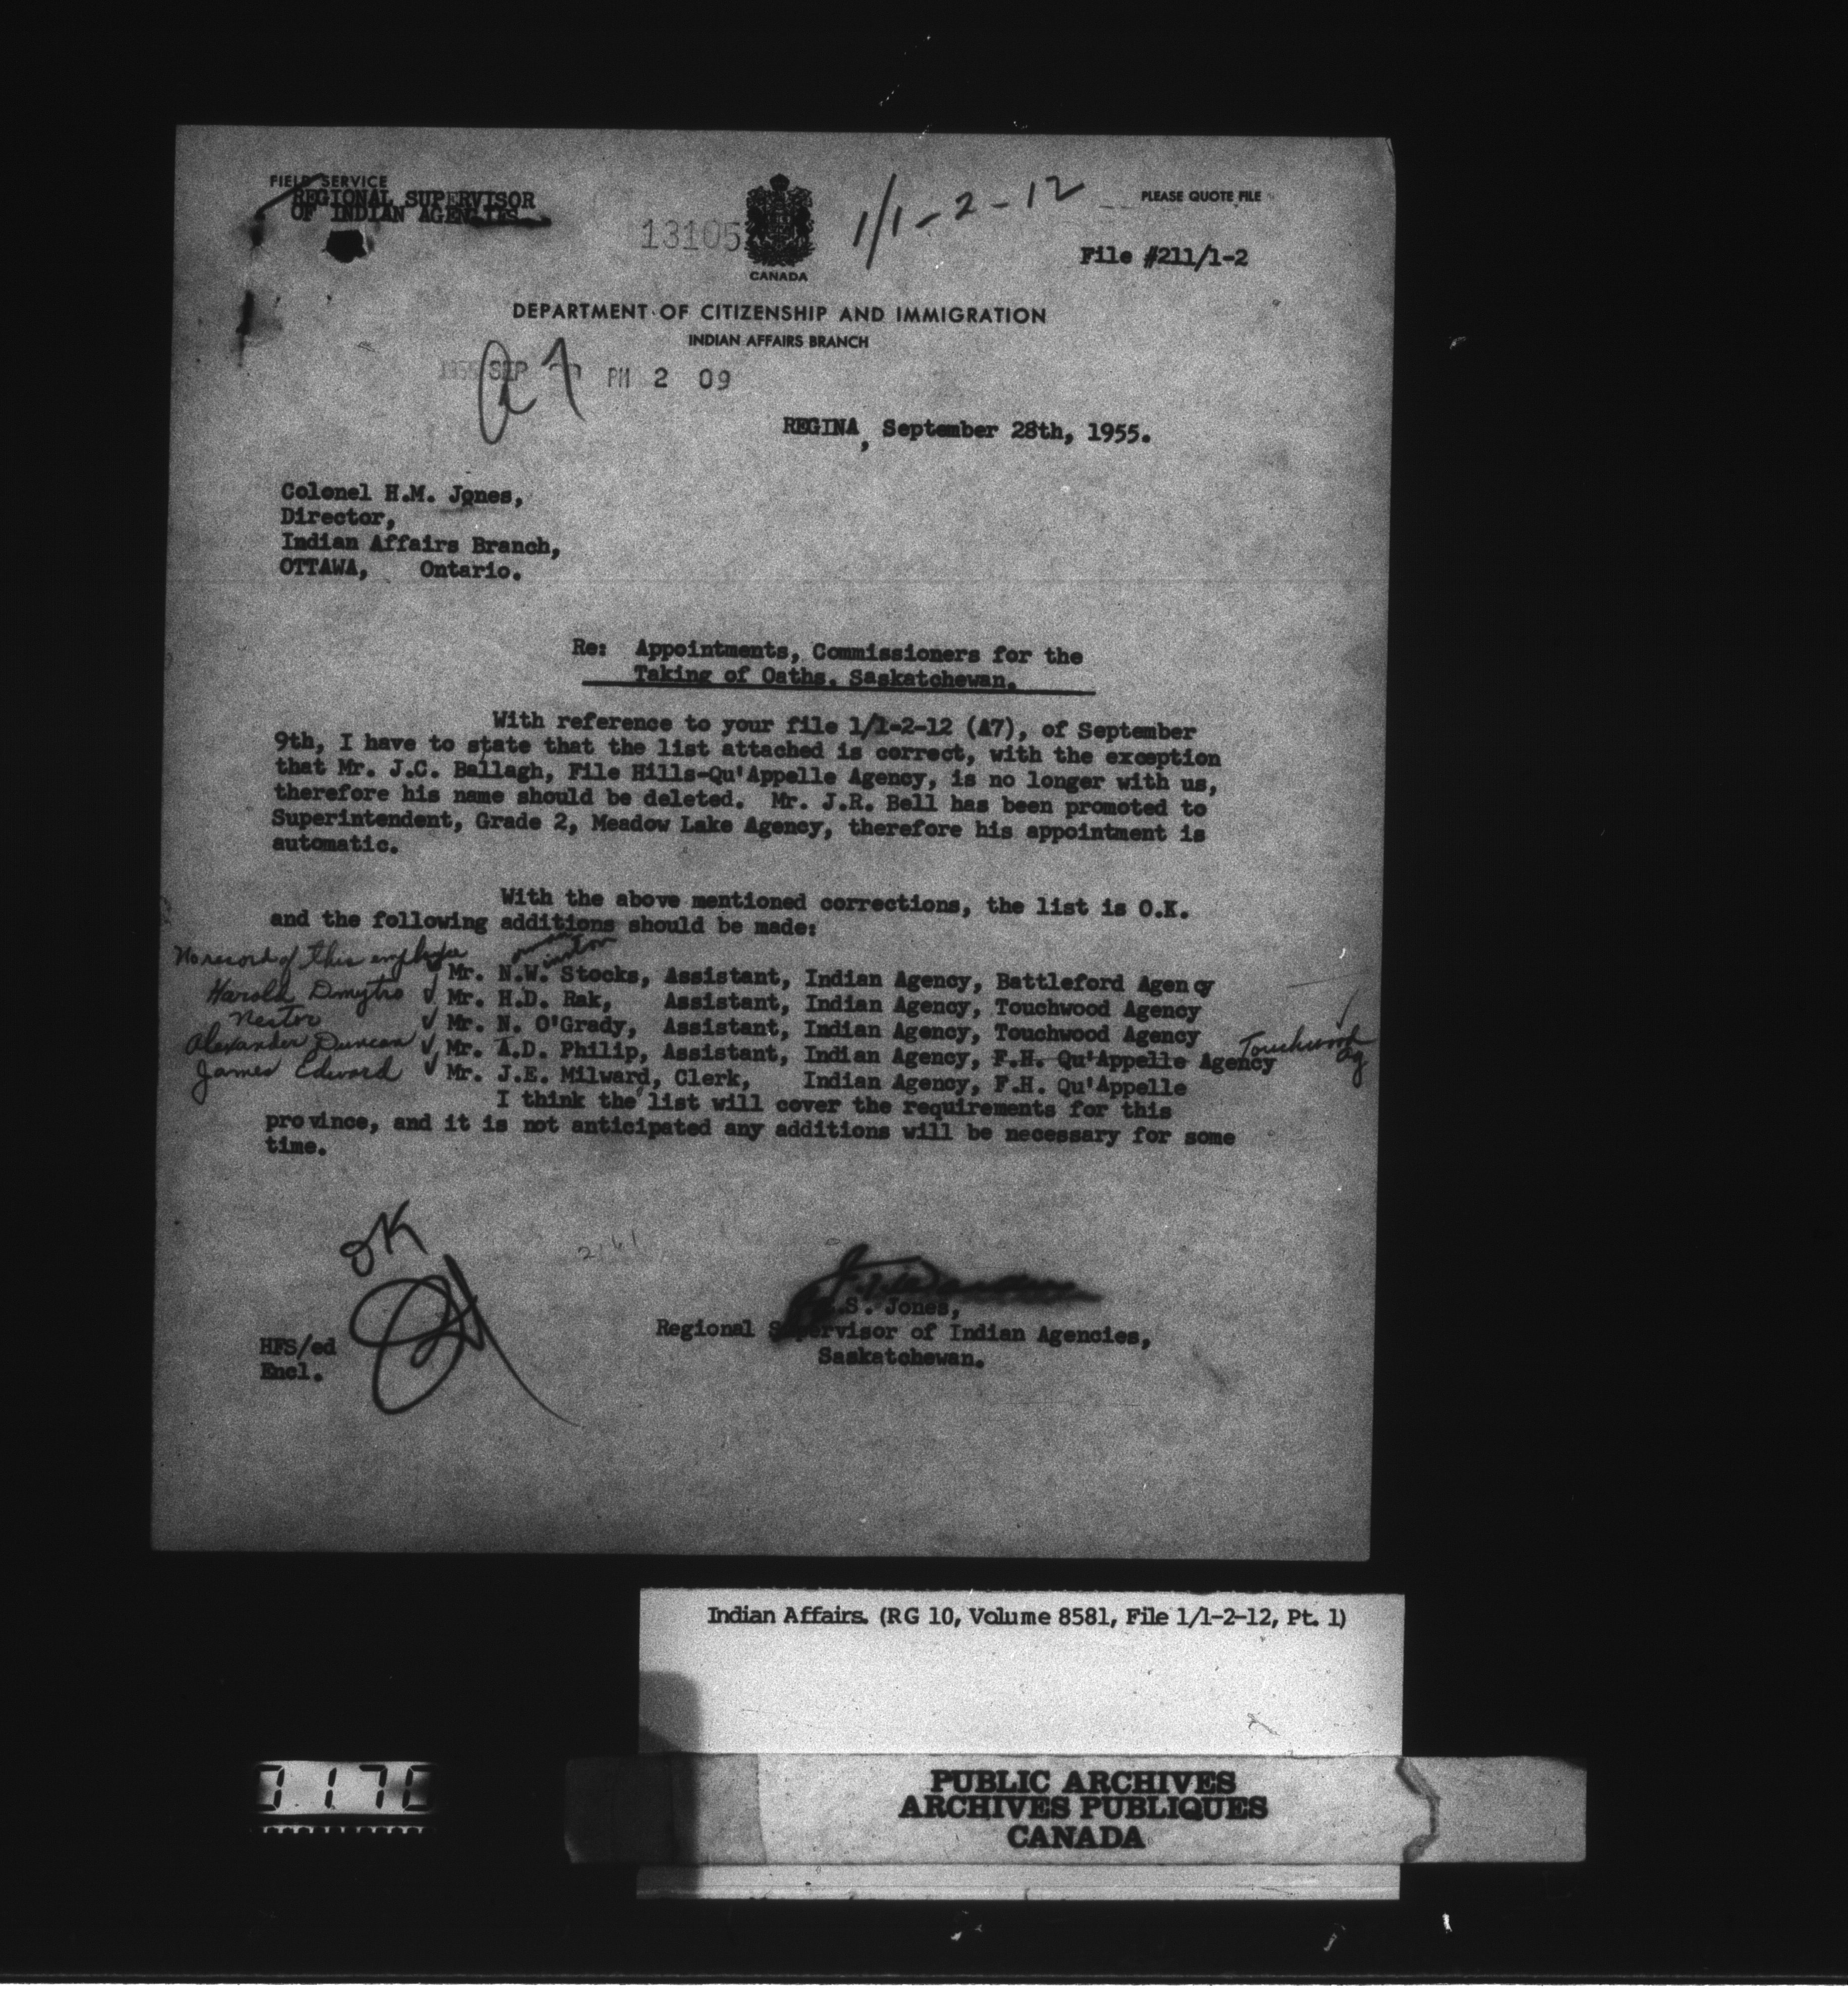 FIELD SERVICE
REGIONAL SUPERVISOR
OF INDIAN AGENCIES
13105
1/1-2-12
PLEASE QUOTE FILE
File #211/1-2
CANADA
DEPARTMENT OF CITIZENSHIP AND IMMIGRATION
INDIAN AFFAIRS BRANCH
1955 SEP PM 2 09
A7
REGINA, September 28th, 1955.
Colonel H.M. Jones,
Director,
Indian Affairs Branch,
OTTAWA, Ontario.
Re: Appointments, Commissioners for the
Taking of Oaths. Saskatchewan.
With reference to your file 1/1-2-12 (A7), of September
9th, I have to state that the list attached is correct, with the exception
that Mr. J.C. Ballagh, File Hills-Qu'Appelle Agency, is no longer with us,
therefore his name should be deleted. Mr. J.R. Bell has been promoted to
Superintendent, Grade 2, Meadow Lake Agency, therefore his appointment is
automatic.
With the above mentioned corrections, the list is O.K.
and the following additions should be made:
No record of this employee Mr. N.W. Stocks, Assistant, Indian Agency, Battleford Agency
Harold Dmytro ✓ Mr. H.D. Rak, Assistant, Indian Agency, Touchwood Agency
Nestor ✓ Mr. N. O'Grady, Assistant, Indian Agency, Touchwood Agency
Alexander Duncan ✓ Mr. A.D. Philip, Assistant, Indian Agency, F.H. Qu'Appelle Agency Touchwood Ag
James Edward ✓ Mr. J.E. Milward, Clerk, Indian Agency, F.H. Qu'Appelle
I think the list will cover the requirements for this
province, and it is not anticipated any additions will be necessary for some
time.
OK
2161
S. Jones,
Regional Supervisor of Indian Agencies,
Saskatchewan.
HFS/ed
Encl.
Indian Affairs. (RG 10, Volume 8581, File 1/1-2-12, Pt. 1)
PUBLIC ARCHIVES
ARCHIVES PUBLIQUES
CANADA